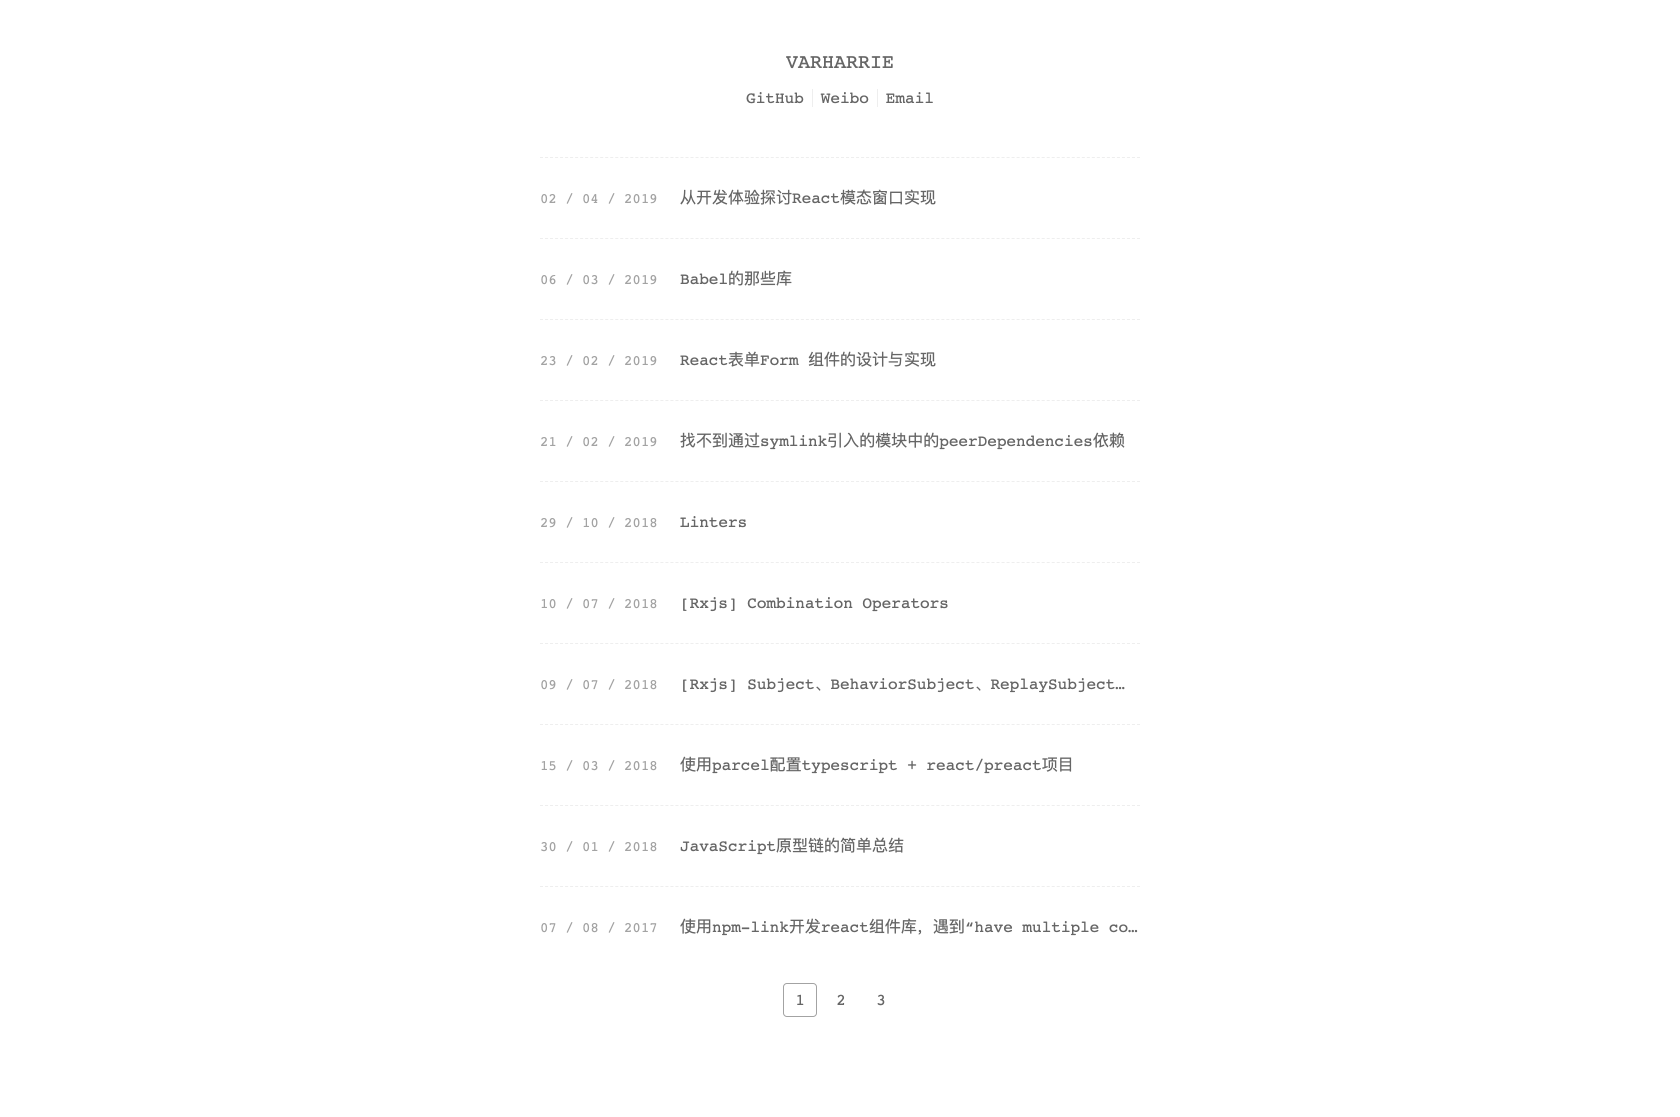 VARHARRIE
GitHub Weibo Email
02 / 04 / 2019 从开发体验探讨React模态窗口实现
06 / 03 / 2019 Babel的那些库
23 / 02 / 2019 React表单Form 组件的设计与实现
21 / 02 / 2019 找不到通过symlink引入的模块中的peerDependencies依赖
29 / 10 / 2018 Linters
10 / 07 / 2018 [Rxjs] Combination Operators
09 / 07 / 2018 [Rxjs] Subject、BehaviorSubject、ReplaySubject…
15 / 03 / 2018 使用parcel配置typescript + react/preact项目
30 / 01 / 2018 JavaScript原型链的简单总结
07 / 08 / 2017 使用npm-link开发react组件库，遇到“have multiple co…
1 2 3